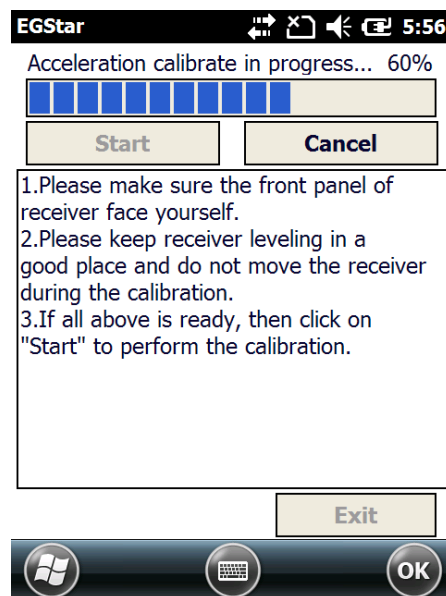 EGStar 5:56
Acceleration calibrate in progress... 60%
Start Cancel
1.Please make sure the front panel of
receiver face yourself.
2.Please keep receiver leveling in a
good place and do not move the receiver
during the calibration.
3.If all above is ready, then click on
"Start" to perform the calibration.
Exit
OK